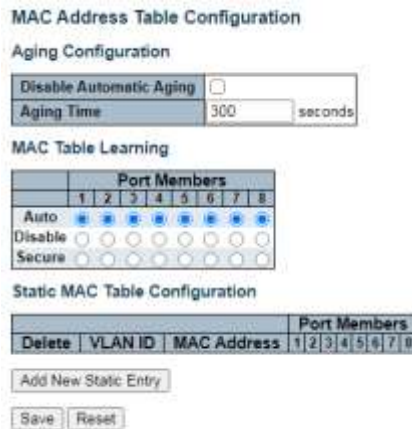 MAC Address Table Configuration
Aging Configuration
Disable Automatic Aging
Aging Time 300 seconds
MAC Table Learning
Port Members
1 2 3 4 5 6 7 8
Auto
Disable
Secure
Static MAC Table Configuration
Port Members
Delete VLAN ID MAC Address 1 2 3 4 5 6 7 8
Add New Static Entry
Save Reset